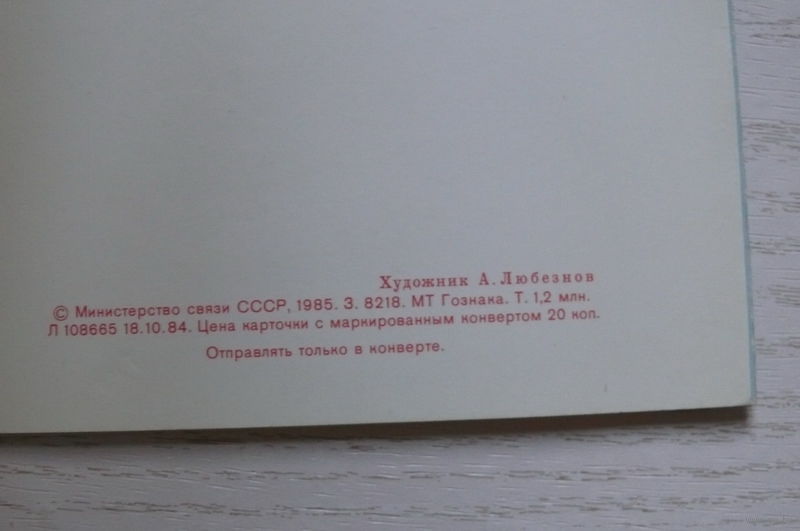 Художник А. Любезнов
© Министерство связи СССР, 1985. З. 8218. МТ Гознака. Т. 1,2 млн.
Л 108665 18.10.84. Цена карточки с маркированным конвертом 20 коп.
Отправлять только в конверте.